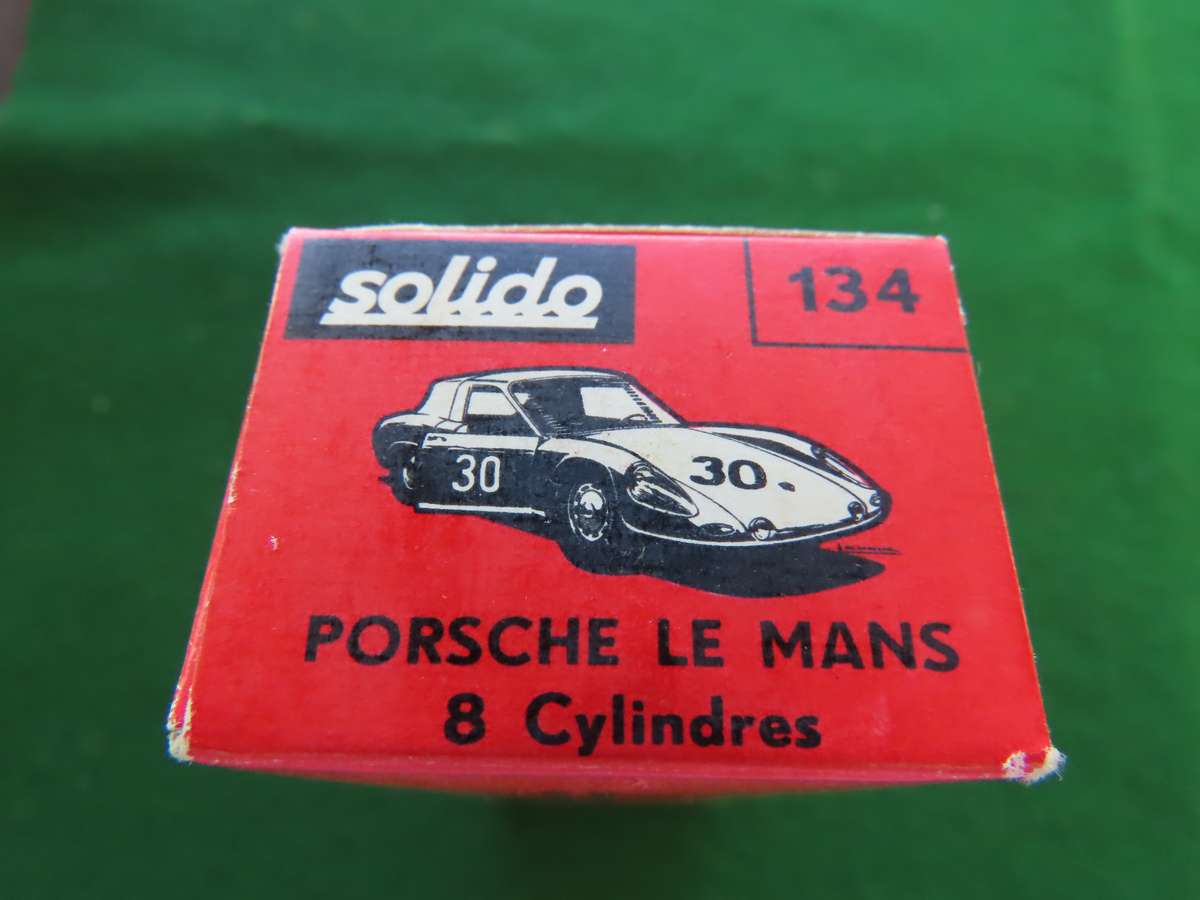 solido
134
30
30
PORSCHE LE MANS
8 Cylindres